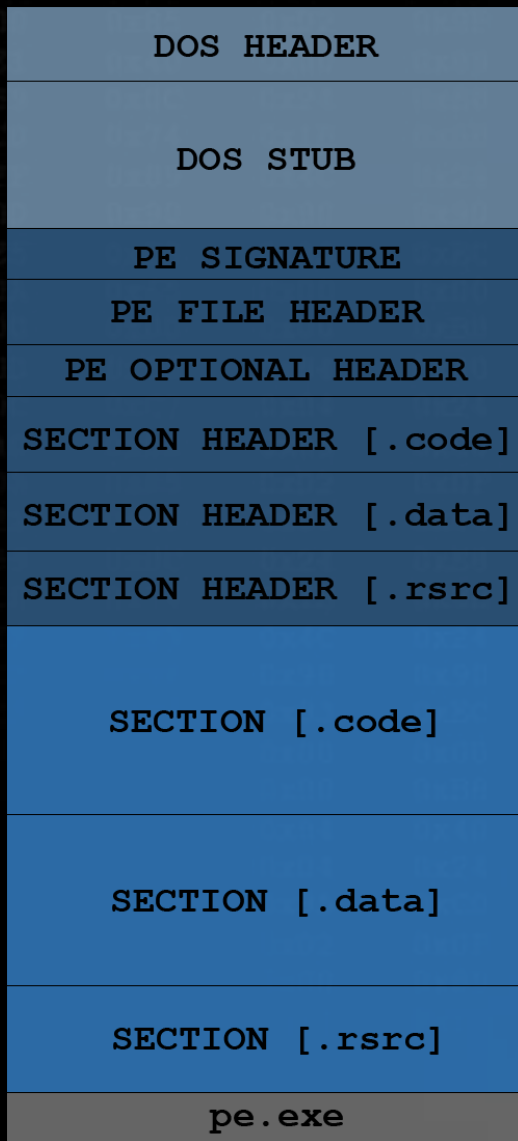 DOS HEADER
DOS STUB
PE SIGNATURE
PE FILE HEADER
PE OPTIONAL HEADER
SECTION HEADER [.code]
SECTION HEADER [.data]
SECTION HEADER [.rsrc]
SECTION [.code]
SECTION [.data]
SECTION [.rsrc]
pe.exe